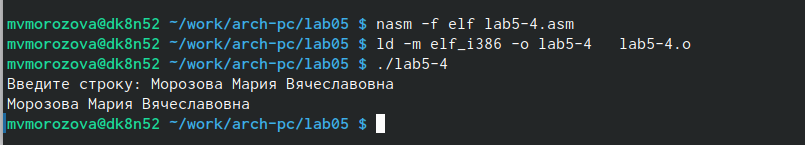 mvmorozova@dk8n52 ~/work/arch-pc/lab05 $ nasm -f elf lab5-4.asm
mvmorozova@dk8n52 ~/work/arch-pc/lab05 $ ld -m elf_i386 -o lab5-4   lab5-4.o
mvmorozova@dk8n52 ~/work/arch-pc/lab05 $ ./lab5-4
Введите строку: Морозова Мария Вячеславовна
Морозова Мария Вячеславовна
mvmorozova@dk8n52 ~/work/arch-pc/lab05 $